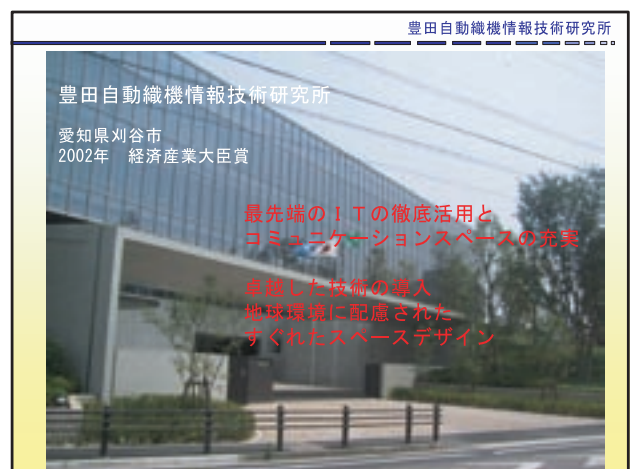 豊田自動織機情報技術研究所
豊田自動織機情報技術研究所
愛知県刈谷市
2002年　経済産業大臣賞
最先端のＩＴの徹底活用と
コミュニケーションスペースの充実
卓越した技術の導入
地球環境に配慮された
すぐれたスペースデザイン